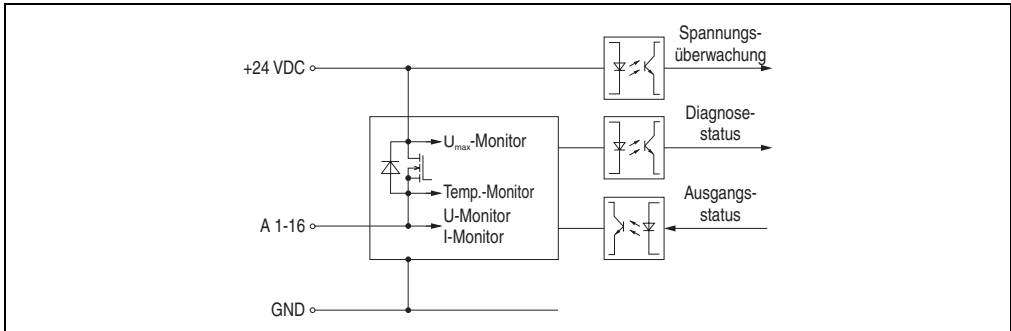 Spannungs-
überwachung
+24 VDC
Diagnose-
status
Umax-Monitor
Temp.-Monitor
Ausgangs-
status
A 1-16
U-Monitor
I-Monitor
GND